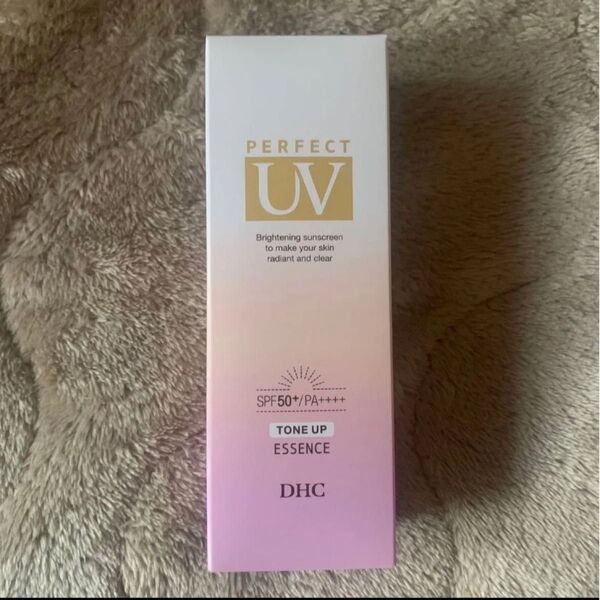 PERFECT
UV
Brightening sunscreen
to make your skin
radiant and clear
SPF50+/PA++++
TONE UP
ESSENCE
DHC